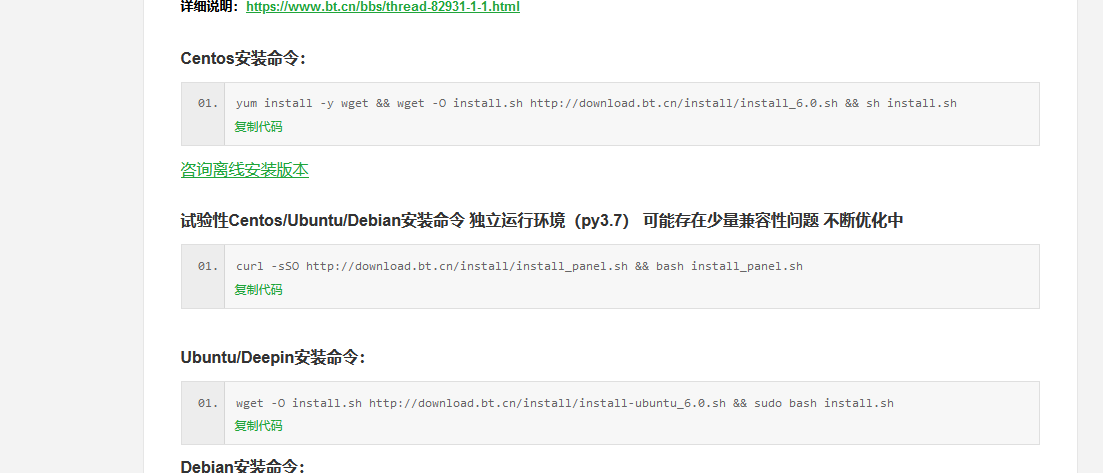 详细说明：https://www.bt.cn/bbs/thread-82931-1-1.html
Centos安装命令：
01. yum install -y wget && wget -O install.sh http://download.bt.cn/install/install_6.0.sh && sh install.sh
复制代码
咨询离线安装版本
试验性Centos/Ubuntu/Debian安装命令 独立运行环境（py3.7） 可能存在少量兼容性问题 不断优化中
01. curl -sSO http://download.bt.cn/install/install_panel.sh && bash install_panel.sh
复制代码
Ubuntu/Deepin安装命令：
01. wget -O install.sh http://download.bt.cn/install/install-ubuntu_6.0.sh && sudo bash install.sh
复制代码
Debian安装命令：